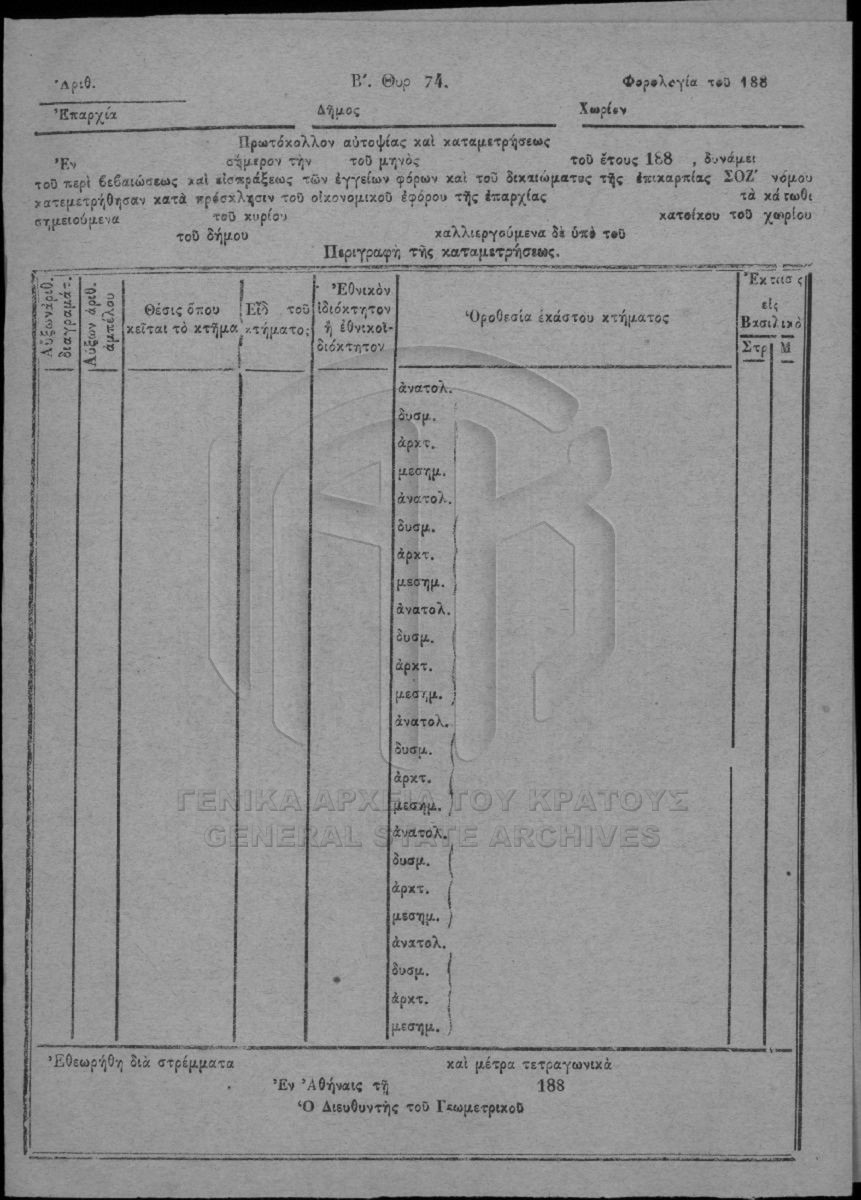 Ἀριθ. Β΄. Θυρ 74. Φορολογία τοῦ 188
Ἐπαρχία Δῆμος Χωρίον
Πρωτόκολλον αὐτοψίας καὶ καταμετρήσεως
Ἐν σήμερον τὴν τοῦ μηνὸς τοῦ ἔτους 188 , δυνάμει
τοῦ περὶ βεβαιώσεως καὶ εἰσπράξεως τῶν ἐγγείων φόρων καὶ τοῦ δικαιώματος τῆς ἐπικαρπίας ΣΟΖ΄ νόμου
κατεμετρήθησαν κατὰ πρόσκλησιν τοῦ οἰκονομικοῦ ἐφόρου τῆς ἐπαρχίας τὰ κάτωθι
σημειούμενα τοῦ κυρίου κατοίκου τοῦ χωρίου
τοῦ δήμου καλλιεργούμενα δὲ ὑπὸ τοῦ
Περιγραφὴ τῆς καταμετρήσεως.
Αὔξων ἀριθ.
διαγραμάτ.
Αὔξων ἀριθ.
ἀμπέλου
Θέσις ὅπου
κεῖται τὸ κτῆμα
Εἶδ τοῦ
κτήματος
Ἐθνικὸν
ἰδιόκτητον
ἢ ἐθνικοϊ-
διόκτητον
Ὁροθεσία ἑκάστου κτήματος
Ἔκτασις
εἰς
Βασιλικὸ
Στρ Μ
ἀνατολ.
δυσμ.
ἀρκτ.
μεσημ.
ἀνατολ.
δυσμ.
ἀρκτ.
μεσημ.
ἀνατολ.
δυσμ.
ἀρκτ.
μεσημ.
ἀνατολ.
δυσμ.
ἀρκτ.
μεσημ.
ἀνατολ.
δυσμ.
ἀρκτ.
μεσημ.
ἀνατολ.
δυσμ.
ἀρκτ.
μεσημ.
ΓΕΝΙΚΑ ΑΡΧΕΙΑ ΤΟΥ ΚΡΑΤΟΥΣ
GENERAL STATE ARCHIVES
Ἐθεωρήθη διὰ στρέμματα καὶ μέτρα τετραγωνικὰ
Ἐν Ἀθήναις τῇ 188
Ὁ Διευθυντὴς τοῦ Γεωμετρικοῦ